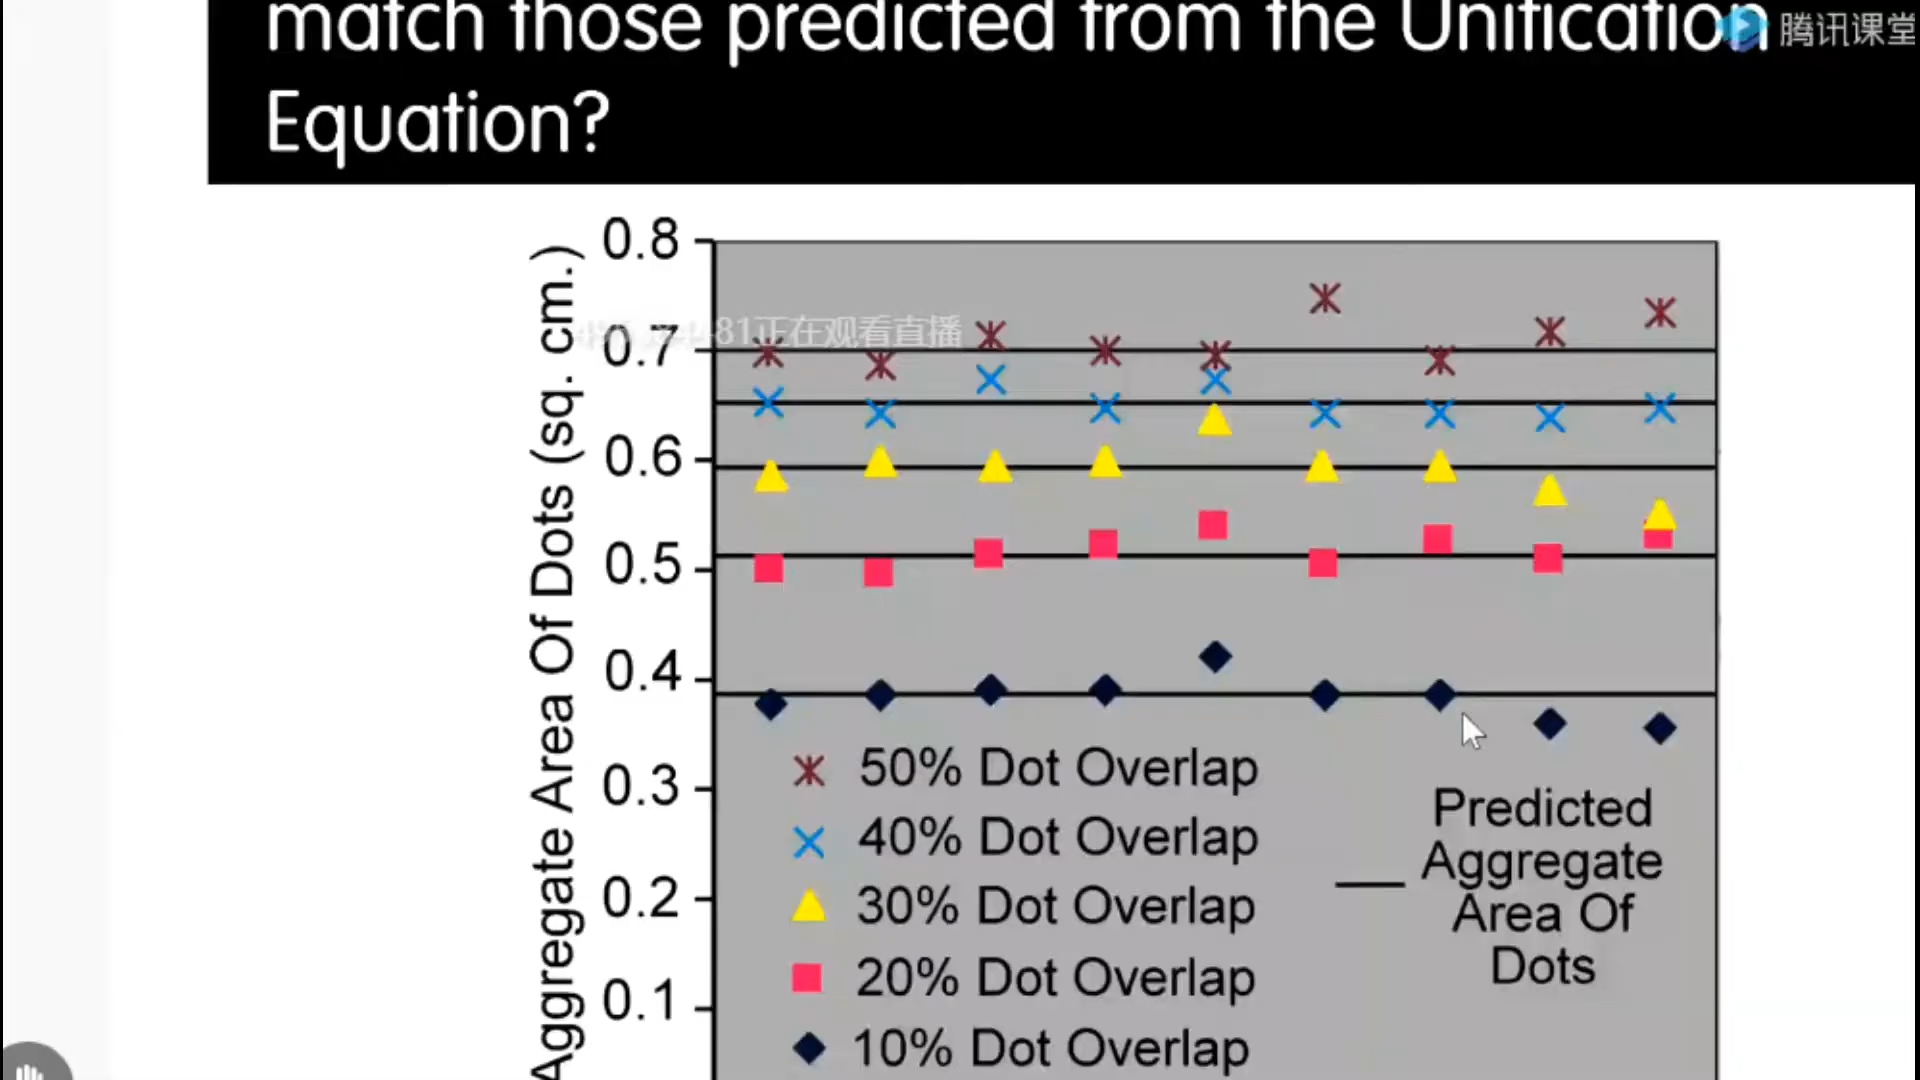 match those predicted from the Unification
Equation?
腾讯课堂
81正在观看直播
Aggregate Area Of Dots (sq. cm.)
0.8
0.7
0.6
0.5
0.4
0.3
0.2
0.1
50% Dot Overlap
40% Dot Overlap
30% Dot Overlap
20% Dot Overlap
10% Dot Overlap
Predicted
Aggregate
Area Of
Dots